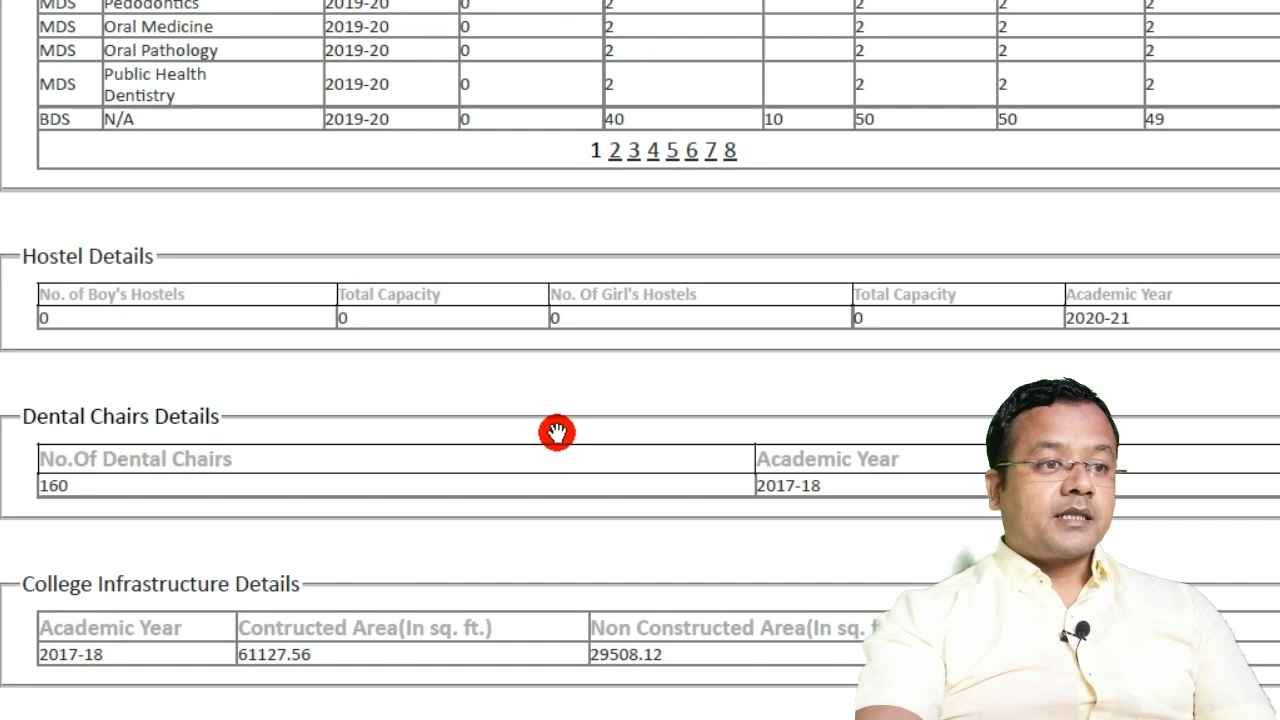 MDS Pedodontics 2019-20 0 2 2 2 2
MDS Oral Medicine 2019-20 0 2 2 2 2
MDS Oral Pathology 2019-20 0 2 2 2 2
MDS Public Health Dentistry 2019-20 0 2 2 2 2
BDS N/A 2019-20 0 40 10 50 50 49
1 2 3 4 5 6 7 8
Hostel Details
No. of Boy's Hostels Total Capacity No. Of Girl's Hostels Total Capacity Academic Year
0 0 0 0 2020-21
Dental Chairs Details
No.Of Dental Chairs Academic Year
160 2017-18
College Infrastructure Details
Academic Year Contructed Area(In sq. ft.) Non Constructed Area(In sq.
2017-18 61127.56 29508.12